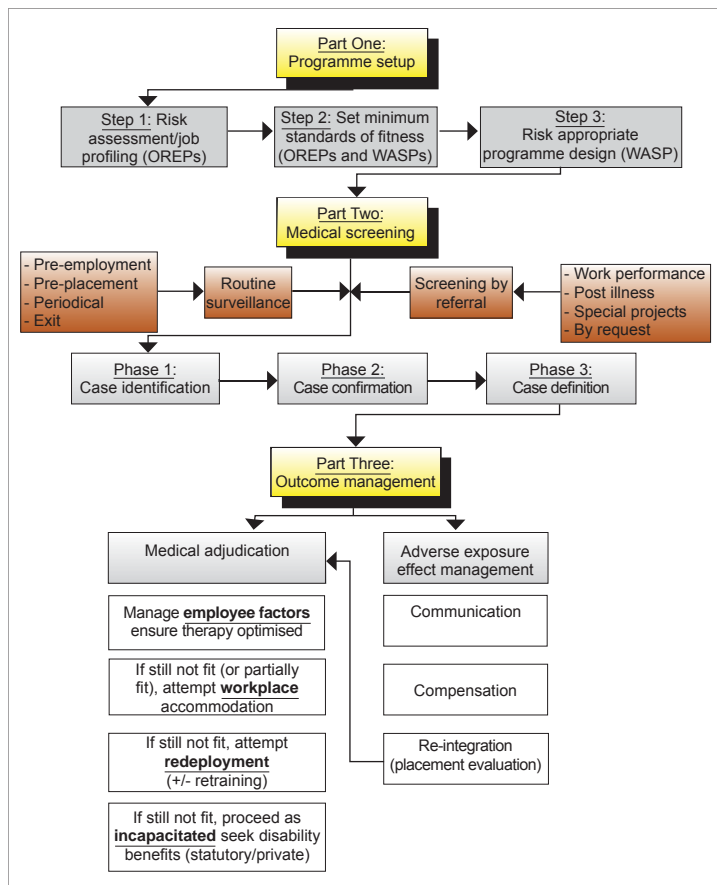 Part One:
Programme setup
Step 1: Risk
assessment/job
profiling (OREPs)
Step 2: Set minimum
standards of fitness
(OREPs and WASPs)
Step 3:
Risk appropriate
programme design (WASP)
Part Two:
Medical screening
- Pre-employment
- Pre-placement
- Periodical
- Exit
Routine
surveillance
Screening by
referral
- Work performance
- Post illness
- Special projects
- By request
Phase 1:
Case identification
Phase 2:
Case confirmation
Phase 3:
Case definition
Part Three:
Outcome management
Medical adjudication
Adverse exposure
effect management
Manage employee factors
ensure therapy optimised
Communication
If still not fit (or partially
fit), attempt workplace
accommodation
Compensation
If still not fit, attempt
redeployment
(+/- retraining)
Re-integration
(placement evaluation)
If still not fit, proceed as
incapacitated seek disability
benefits (statutory/private)